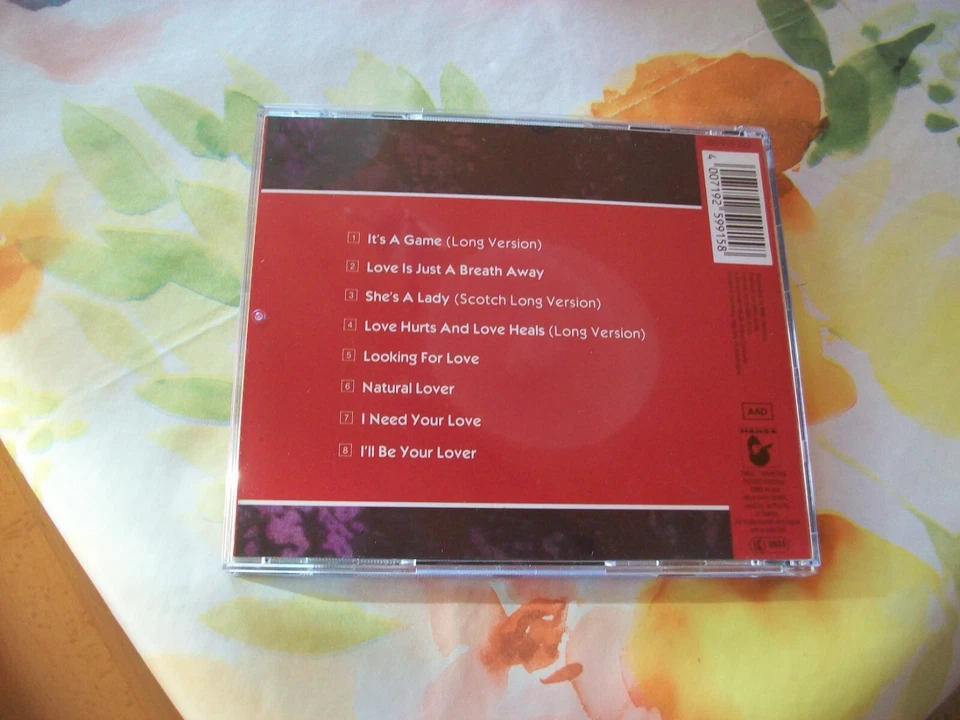 1 It's A Game (Long Version)
2 Love Is Just A Breath Away
3 She's A Lady (Scotch Long Version)
4 Love Hurts And Love Heals (Long Version)
5 Looking For Love
6 Natural Lover
7 I Need Your Love
8 I'll Be Your Lover
4 007192 599158
AAD
HANSA